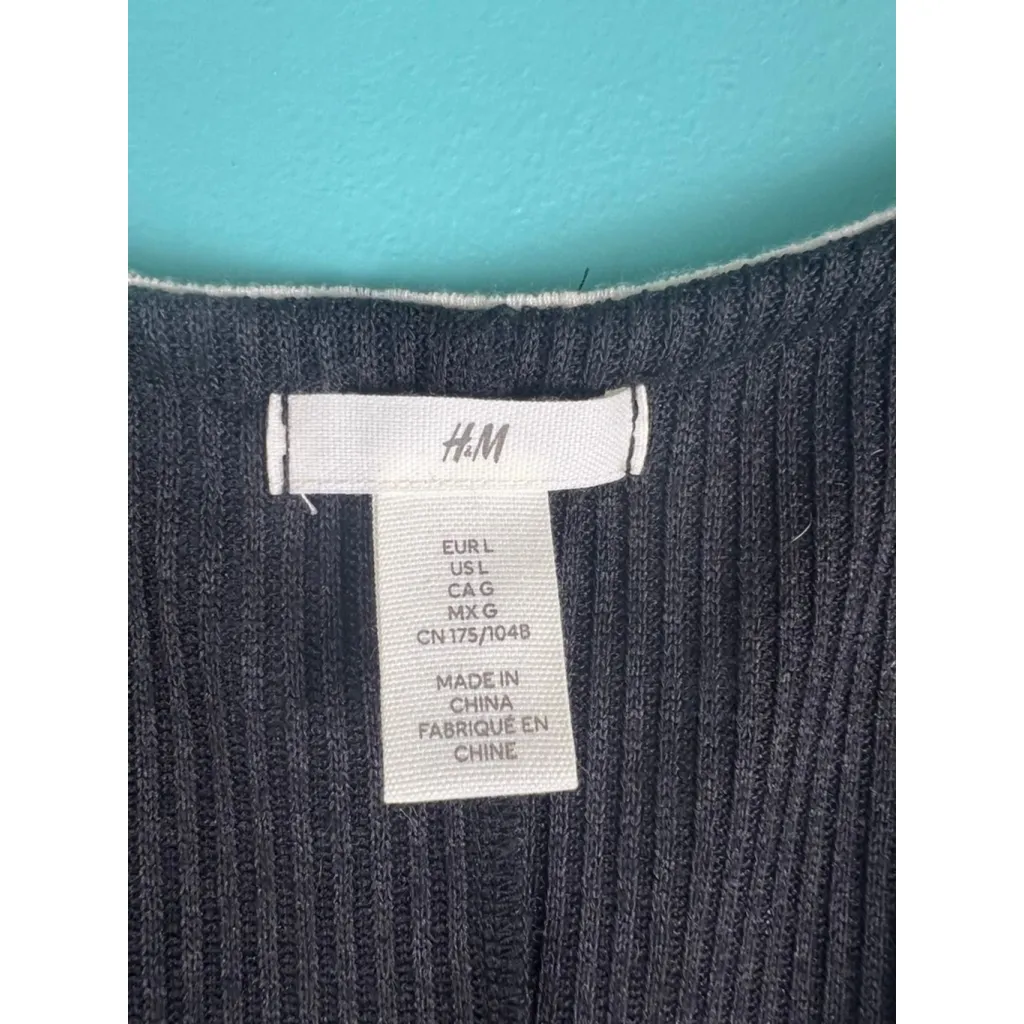 H&M
EUR L
US L
CA G
MX G
CN 175/104B
MADE IN
CHINA
FABRIQUÉ EN
CHINE